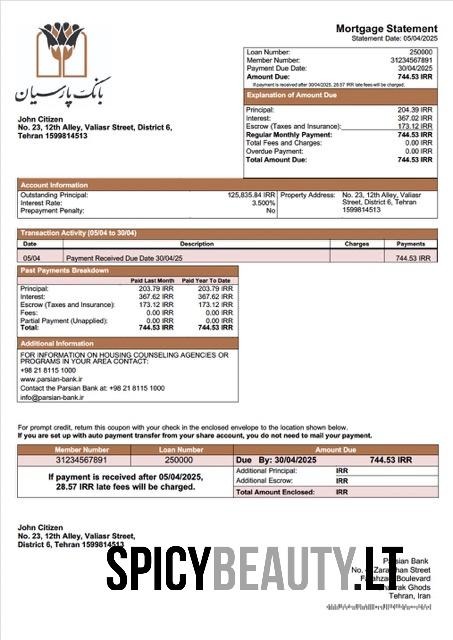 Mortgage Statement
Statement Date: 05/04/2025
بانک پارسیان
Loan Number: 250000
Member Number: 31234567891
Payment Due Date: 30/04/2025
Amount Due: 744.53 IRR
If payment is received after 30/04/2025, 28.57 IRR late fees will be charged.
Explanation of Amount Due
Principal: 204.39 IRR
Interest: 367.02 IRR
Escrow (Taxes and Insurance): 173.12 IRR
Regular Monthly Payment: 744.53 IRR
Total Fees and Charges: 0.00 IRR
Overdue Payment: 0.00 IRR
Total Amount Due: 744.53 IRR
John Citizen
No. 23, 12th Alley, Valiasr Street, District 6,
Tehran 1599814513
Account Information
Outstanding Principal: 125,835.84 IRR
Interest Rate: 3.500%
Prepayment Penalty: No
Property Address: No. 23, 12th Alley, Valiasr
Street, District 6, Tehran
1599814513
Transaction Activity (05/04 to 30/04)
Date Description Charges Payments
05/04 Payment Received Due Date 30/04/25 744.53 IRR
Past Payments Breakdown
Paid Last Month Paid Year To Date
Principal: 203.79 IRR 203.79 IRR
Interest: 367.62 IRR 367.62 IRR
Escrow (Taxes and Insurance): 173.12 IRR 173.12 IRR
Fees: 0.00 IRR 0.00 IRR
Partial Payment (Unapplied): 0.00 IRR 0.00 IRR
Total: 744.53 IRR 744.53 IRR
Additional Information
FOR INFORMATION ON HOUSING COUNSELING AGENCIES OR
PROGRAMS IN YOUR AREA CONTACT:
+98 21 8115 1000
www.parsian-bank.ir
Contact the Parsian Bank at: +98 21 8115 1000
info@parsian-bank.ir
For prompt credit, return this coupon with your check in the enclosed envelope to the location shown below.
If you are set up with auto payment transfer from your share account, you do not need to mail your payment.
Member Number Loan Number Amount Due
31234567891 250000 Due By: 30/04/2025 744.53 IRR
If payment is received after 05/04/2025,
28.57 IRR late fees will be charged.
Additional Principal: IRR
Additional Escrow: IRR
Total Amount Enclosed: IRR
John Citizen
No. 23, 12th Alley, Valiasr Street,
District 6, Tehran 1599814513
SPICYBEAUTY.LT
Parsian Bank
No. Street
Boulevard
Ghods
Tehran, Iran